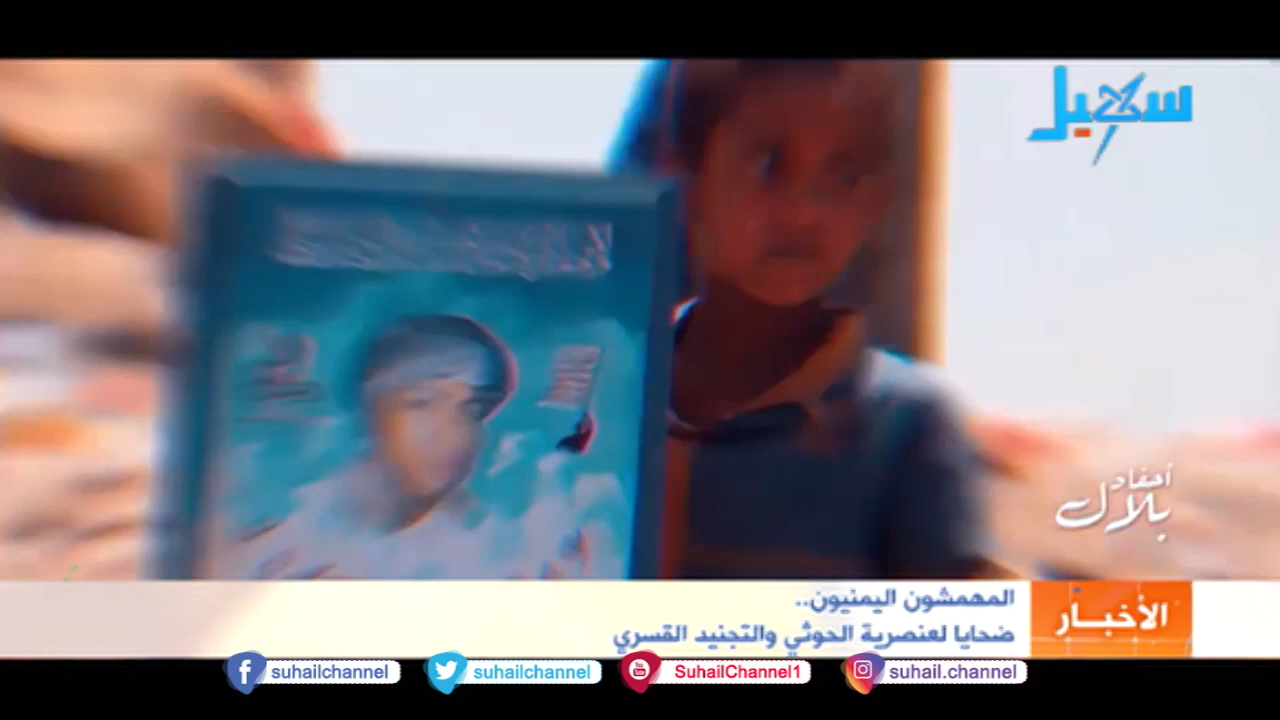 سهيل
أحفاد
بلال
الأخبار
المهمشون اليمنيون..
ضحايا لعنصرية الحوثي والتجنيد القسري
suhailchannel
suhailchannel
SuhailChannel1
suhail.channel